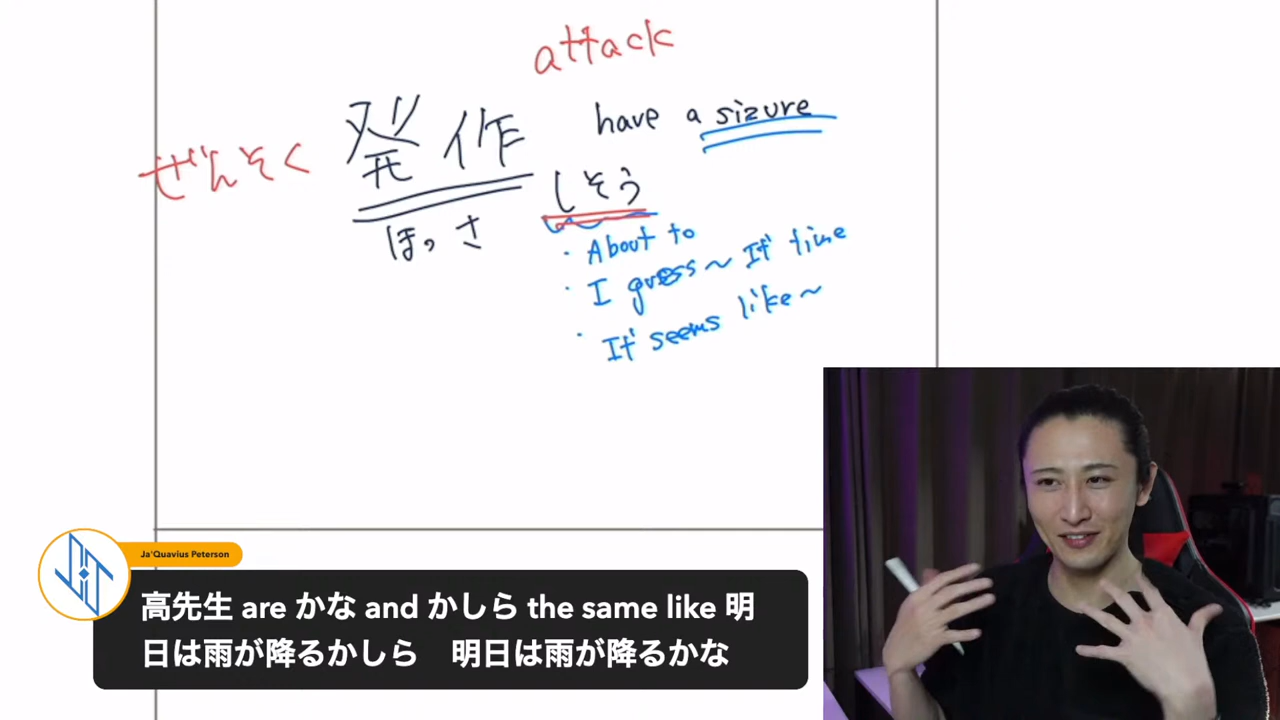 attack
have a sizure
ぜんそく 発作 しそう
ほっさ
・About to
・I guess~ It time
・It seems like~
Ja'Quavius Peterson
高先生 are かな and かしら the same like 明
日は雨が降るかしら　明日は雨が降るかな